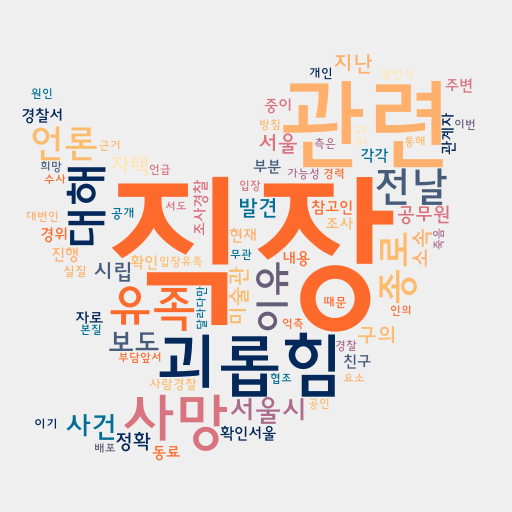 관련
지난
개인
확인서
원인
주변
경찰서
중이
방침
이번
언론
근거
서울
측은
통해
관계자
자택
언급
부분
각각
희망
수사
대해
가능성
경력
전날
직장
입장
조사경찰
서도
대변인
공개
발견
참고인
공무원
조사
소속
죽음
경위
현재
진행
확인
입장유족
무관
내용
종로
실질
시립
미술관
양
달라다만
유족
때문
인의
자로
본질
억측
구의
보도
부담앞서
괴롭힘
경찰
친구
사람경찰
협조
요소
사망
서울시
공인
이기
사건
정확
확인서울
배포
동료